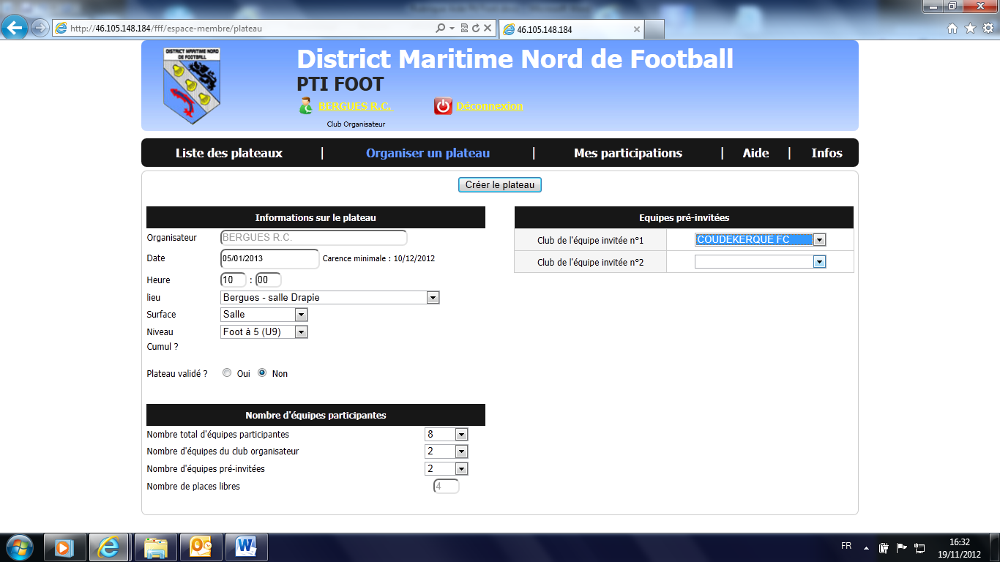 http://46.105.148.184/fff/espace-membre/plateau
46.105.148.184
DISTRICT MARITIME NORD
DE FOOTBALL
District Maritime Nord de Football
PTI FOOT
BERGUES R.C.
Déconnexion
Club Organisateur
Liste des plateaux | Organiser un plateau | Mes participations | Aide | Infos
Créer le plateau
Informations sur le plateau
Organisateur BERGUES R.C.
Date 05/01/2013 Carence minimale : 10/12/2012
Heure 10 : 00
lieu Bergues - salle Drapie
Surface Salle
Niveau Foot à 5 (U9)
Cumul ?
Plateau validé ? Oui Non
Equipes pré-invitées
Club de l'équipe invitée n°1 COUDEKERQUE FC
Club de l'équipe invitée n°2
Nombre d'équipes participantes
Nombre total d'équipes participantes 8
Nombre d'équipes du club organisateur 2
Nombre d'équipes pré-invitées 2
Nombre de places libres 4
FR
16:32
19/11/2012